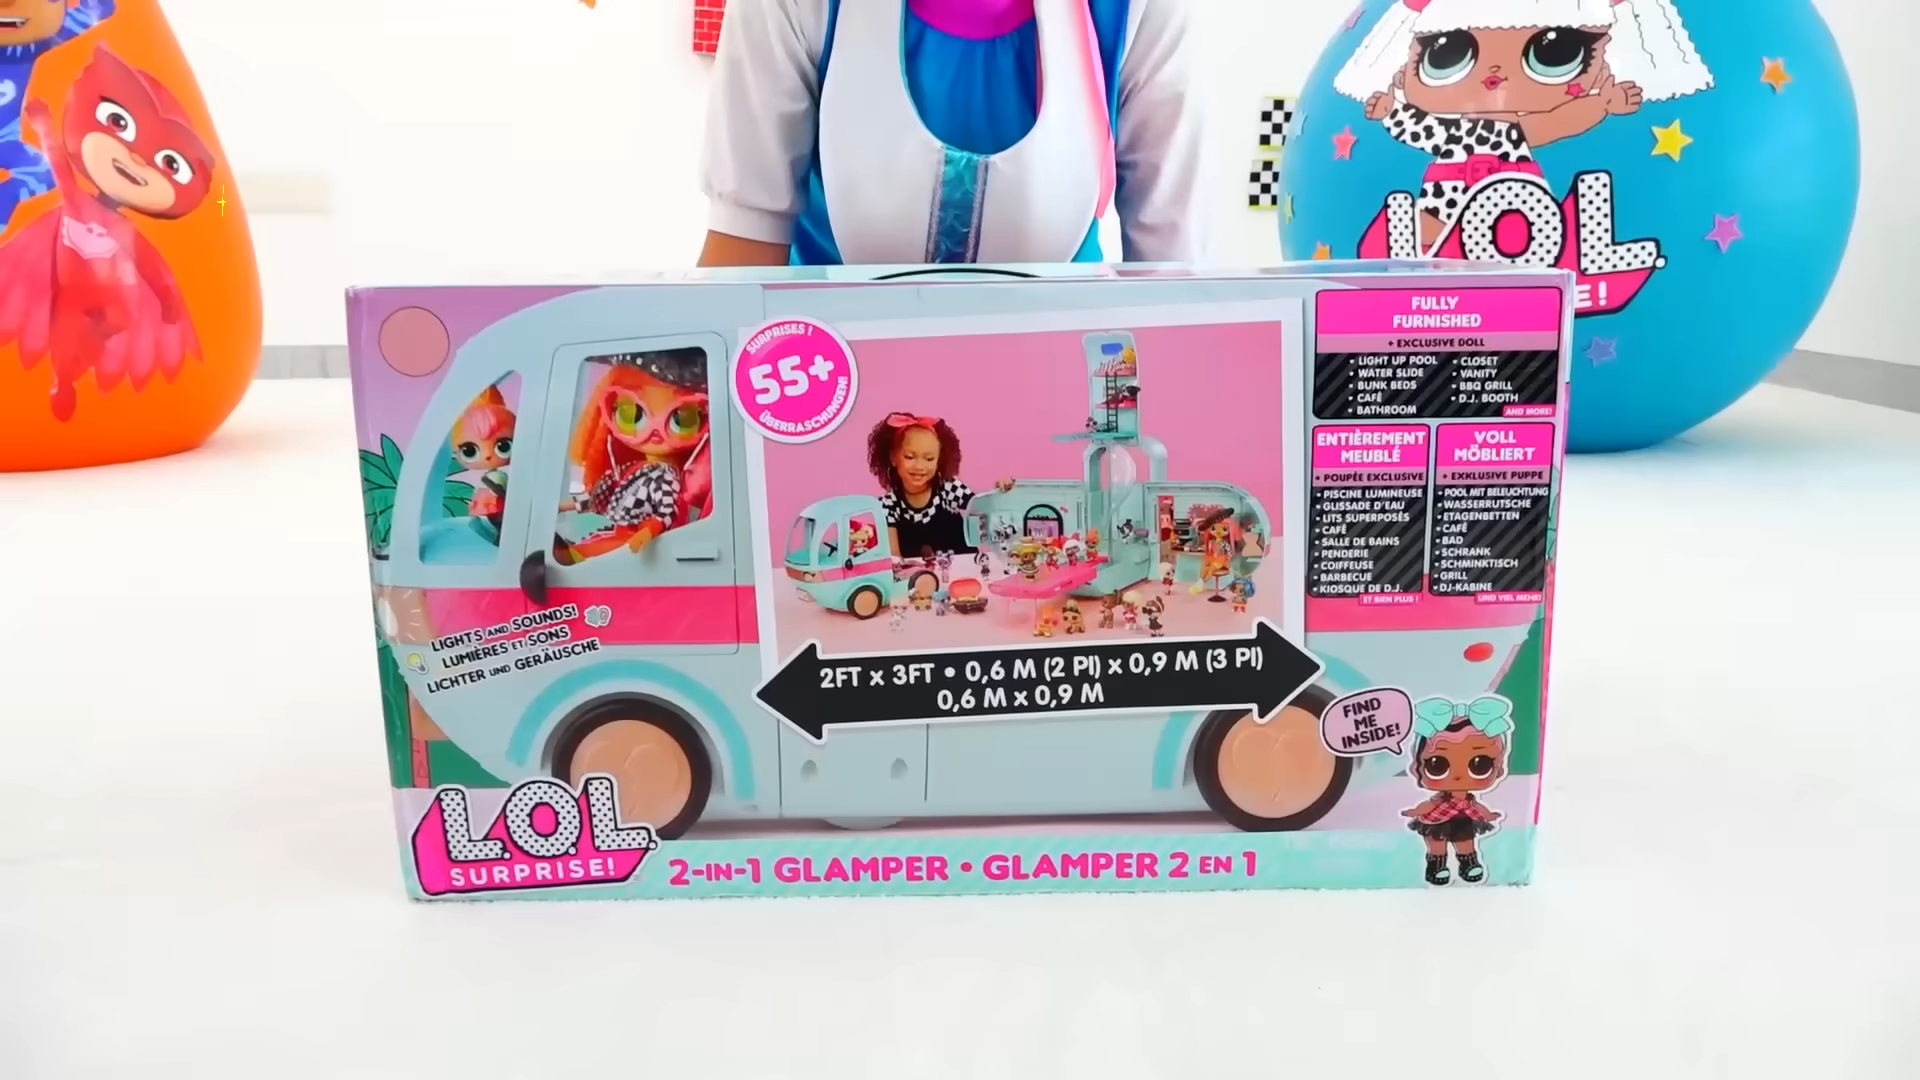 L.O.L.
E!
SURPRISES!
55+
ÜBERRASCHUNGEN!
FULLY
FURNISHED
+ EXCLUSIVE DOLL
• LIGHT UP POOL
• WATER SLIDE
• BUNK BEDS
• CAFÉ
• BATHROOM
• CLOSET
• VANITY
• BBQ GRILL
• D.J. BOOTH
AND MORE!
ENTIÈREMENT
MEUBLÉ
+ POUPÉE EXCLUSIVE
• PISCINE LUMINEUSE
• GLISSADE D'EAU
• LITS SUPERPOSÉS
• CAFÉ
• SALLE DE BAINS
• PENDERIE
• COIFFEUSE
• BARBECUE
• KIOSQUE DE D.J.
ET BIEN PLUS !
VOLL
MÖBLIERT
+ EXKLUSIVE PUPPE
• POOL MIT BELEUCHTUNG
• WASSERRUTSCHE
• ETAGENBETTEN
• CAFÉ
• BAD
• SCHRANK
• SCHMINKTISCH
• GRILL
• DJ-KABINE
UND VIEL MEHR!
LIGHTS AND SOUNDS!
LUMIÈRES ET SONS
LICHTER UND GERÄUSCHE
2FT x 3FT • 0,6 M (2 PI) x 0,9 M (3 PI)
0,6 M x 0,9 M
FIND
ME
INSIDE!
L.O.L.
SURPRISE!
2-IN-1 GLAMPER • GLAMPER 2 EN 1